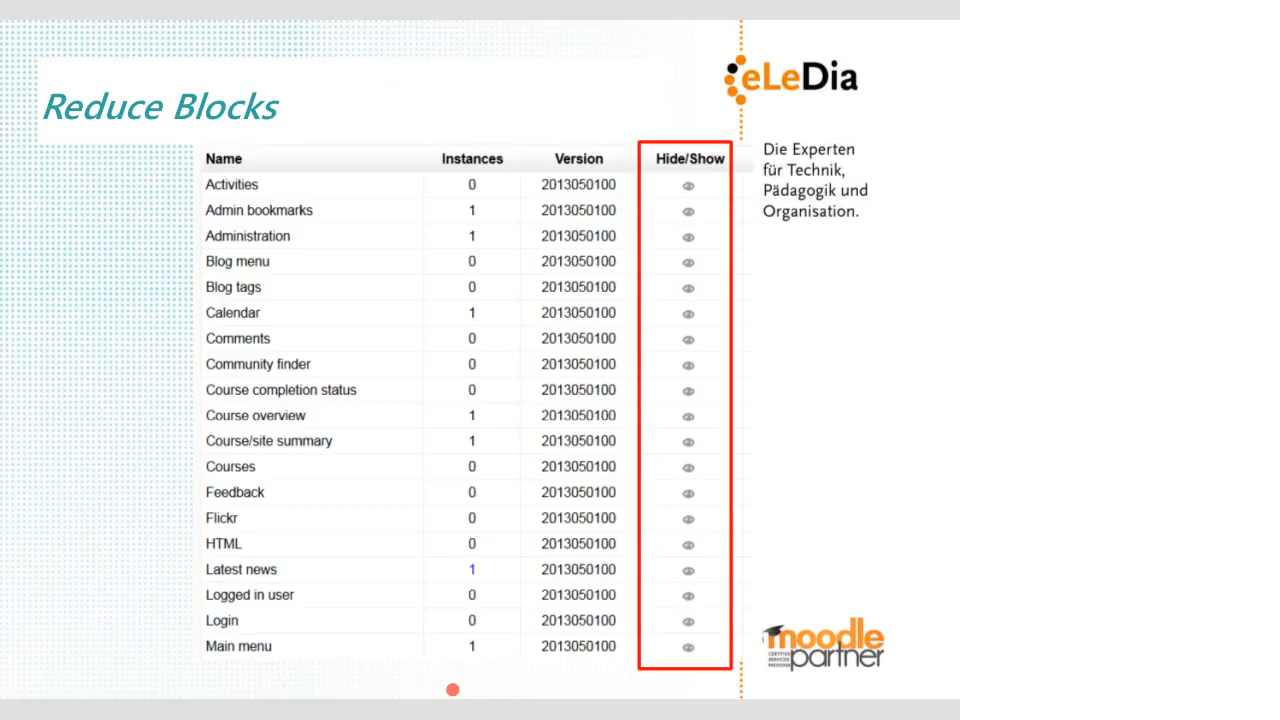 Reduce Blocks
eLeDia
Die Experten
für Technik,
Pädagogik und
Organisation.
Name Instances Version Hide/Show
Activities 0 2013050100
Admin bookmarks 1 2013050100
Administration 1 2013050100
Blog menu 0 2013050100
Blog tags 0 2013050100
Calendar 1 2013050100
Comments 0 2013050100
Community finder 0 2013050100
Course completion status 0 2013050100
Course overview 1 2013050100
Course/site summary 1 2013050100
Courses 0 2013050100
Feedback 0 2013050100
Flickr 0 2013050100
HTML 0 2013050100
Latest news 1 2013050100
Logged in user 0 2013050100
Login 0 2013050100
Main menu 1 2013050100
moodle
CERTIFIED
SERVICES
PROVIDER
partner